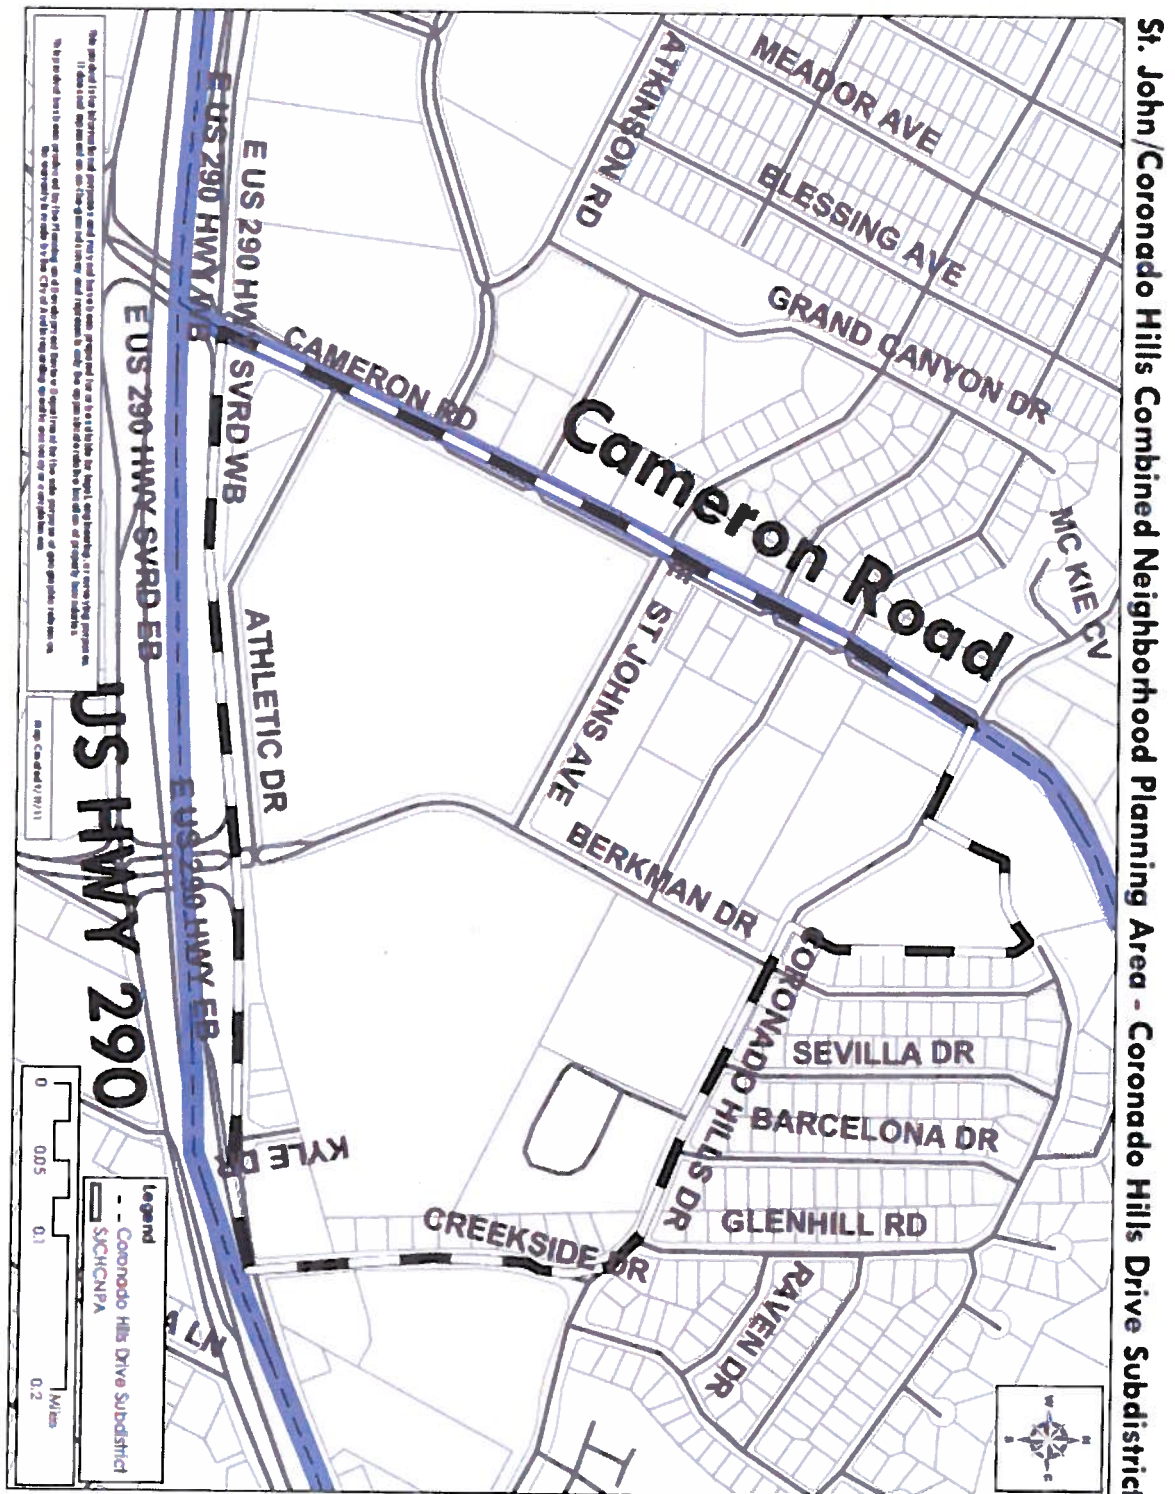 St. John/Coronado Hills Combined Neighborhood Planning Area - Coronado Hills Drive Subdistrict
MEADOR AVE
ATKINSON RD
BLESSING AVE
GRAND CANYON DR
MC KIE CV
Cameron Road
CAMERON RD
E US 290 HWY SVRD WB
E US 290 HWY WB
E US 290 HWY SVRD EB
E US 290 HWY EB
ATHLETIC DR
ST JOHNS AVE
BERKMAN DR
CORONADO HILLS DR
SEVILLA DR
BARCELONA DR
GLENHILL RD
RAVEN DR
CREEKSIDE DR
KYLE DR
US HWY 290
A LN
N
W
E
S
Legend
Coronado Hills Drive Subdistrict
SJCHCNPA
0 0.05 0.1 0.2
Miles